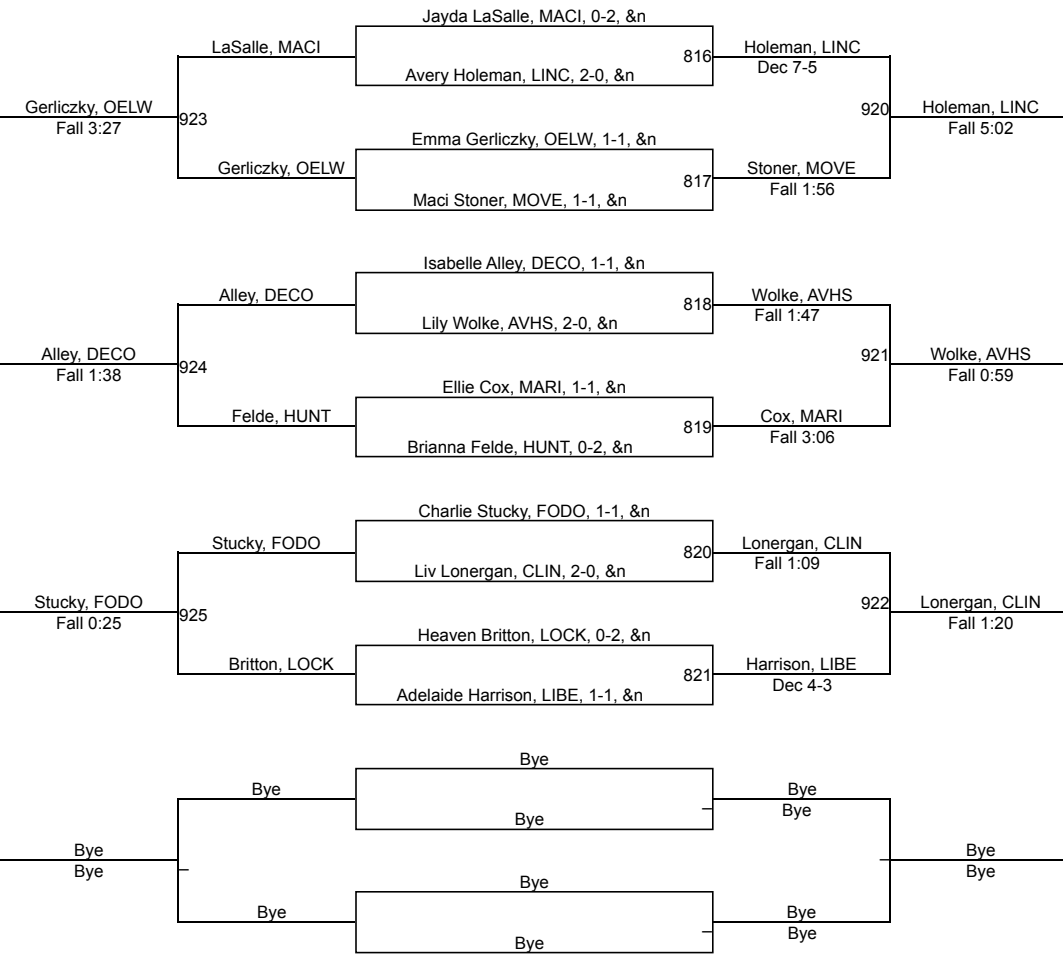 Jayda LaSalle, MACI, 0-2, &n
LaSalle, MACI
816
Holeman, LINC
Dec 7-5
Avery Holeman, LINC, 2-0, &n
Gerliczky, OELW
Fall 3:27
923
920
Holeman, LINC
Fall 5:02
Emma Gerliczky, OELW, 1-1, &n
Gerliczky, OELW
817
Stoner, MOVE
Fall 1:56
Maci Stoner, MOVE, 1-1, &n
Isabelle Alley, DECO, 1-1, &n
Alley, DECO
818
Wolke, AVHS
Fall 1:47
Lily Wolke, AVHS, 2-0, &n
Alley, DECO
Fall 1:38
924
921
Wolke, AVHS
Fall 0:59
Ellie Cox, MARI, 1-1, &n
Felde, HUNT
819
Cox, MARI
Fall 3:06
Brianna Felde, HUNT, 0-2, &n
Charlie Stucky, FODO, 1-1, &n
Stucky, FODO
820
Lonergan, CLIN
Fall 1:09
Liv Lonergan, CLIN, 2-0, &n
Stucky, FODO
Fall 0:25
925
922
Lonergan, CLIN
Fall 1:20
Heaven Britton, LOCK, 0-2, &n
Britton, LOCK
821
Harrison, LIBE
Dec 4-3
Adelaide Harrison, LIBE, 1-1, &n
Bye
Bye
Bye
Bye
Bye
Bye
Bye
Bye
Bye
Bye
Bye
Bye
Bye
Bye